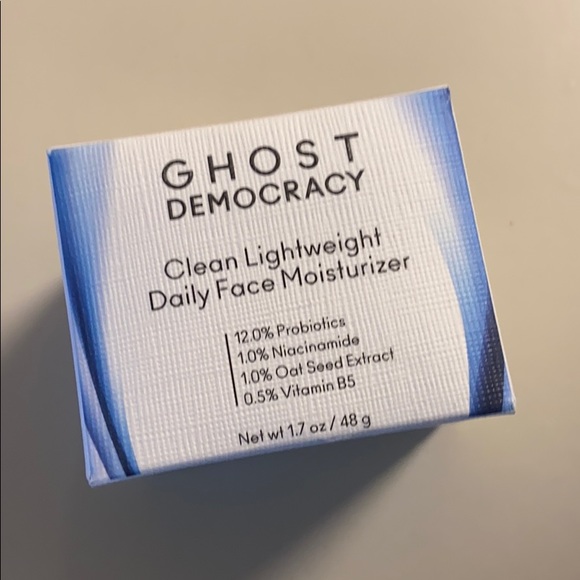 GHOST
DEMOCRACY
Clean Lightweight
Daily Face Moisturizer
12.0% Probiotics
1.0% Niacinamide
1.0% Oat Seed Extract
0.5% Vitamin B5
Net wt 1.7 oz / 48 g